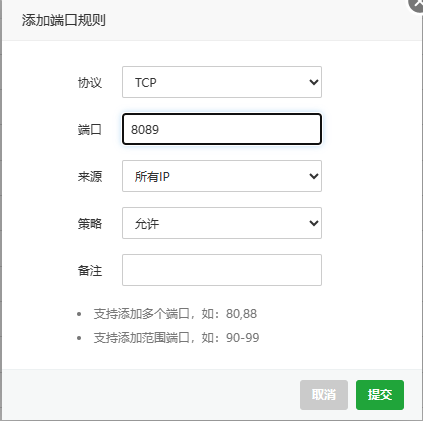 添加端口规则
协议 TCP
端口 8089
来源 所有IP
策略 允许
备注
支持添加多个端口，如：80,88
支持添加范围端口，如：90-99
取消 提交